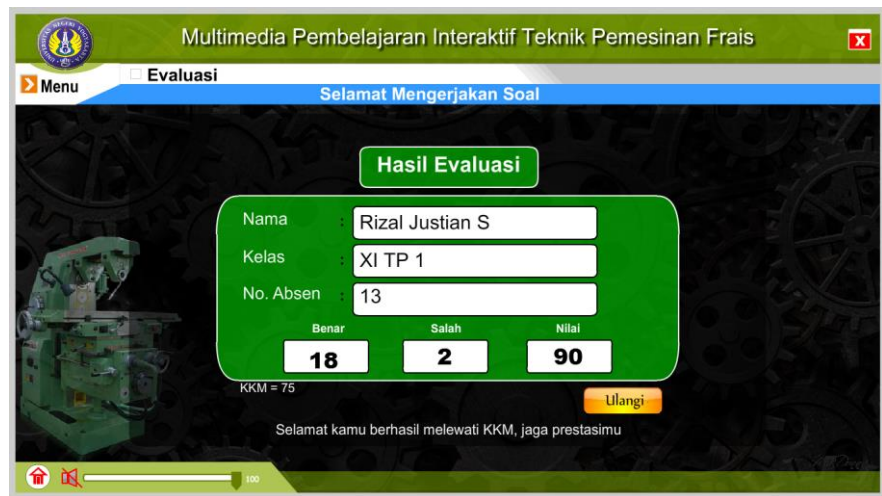 Multimedia Pembelajaran Interaktif Teknik Pemesinan Frais
X
Menu
Evaluasi
Selamat Mengerjakan Soal
Hasil Evaluasi
Nama : Rizal Justian S
Kelas : XI TP 1
No. Absen : 13
Benar Salah Nilai
18 2 90
KKM = 75
Ulangi
Selamat kamu berhasil melewati KKM, jaga prestasimu
100